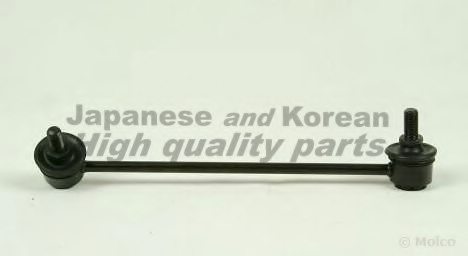 Japanese and Korean
High quality parts
© Molco